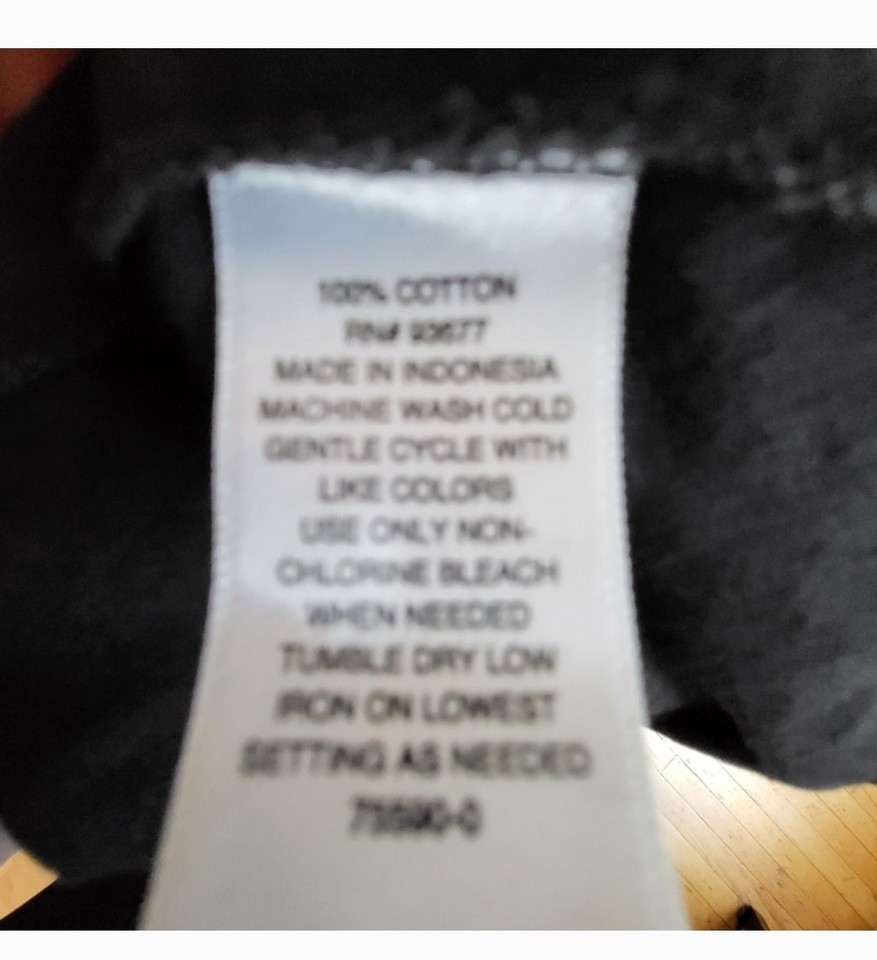 100% COTTON
RN# 93677
MADE IN INDONESIA
MACHINE WASH COLD
GENTLE CYCLE WITH
LIKE COLORS
USE ONLY NON-
CHLORINE BLEACH
WHEN NEEDED
TUMBLE DRY LOW
IRON ON LOWEST
SETTING AS NEEDED